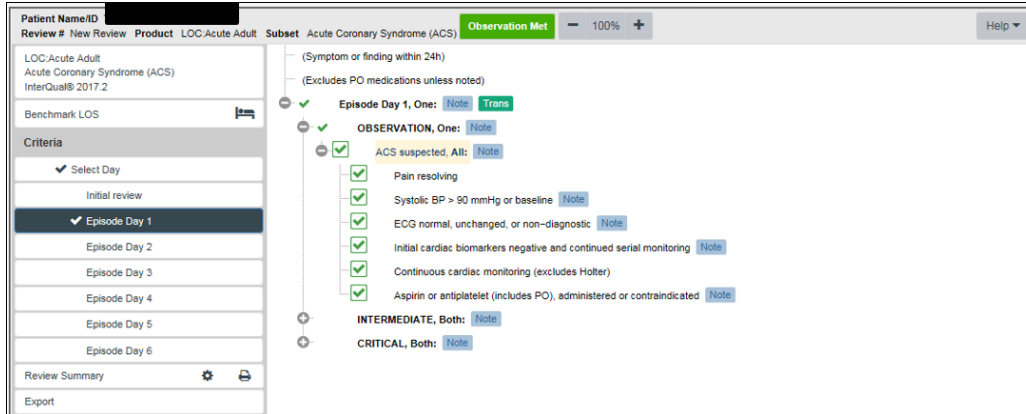 Patient Name/ID
Review # New Review Product LOC:Acute Adult Subset Acute Coronary Syndrome (ACS)
Observation Met
100%
Help
LOC:Acute Adult
Acute Coronary Syndrome (ACS)
InterQual® 2017.2
Benchmark LOS
Criteria
Select Day
Initial review
Episode Day 1
Episode Day 2
Episode Day 3
Episode Day 4
Episode Day 5
Episode Day 6
Review Summary
Export
(Symptom or finding within 24h)
(Excludes PO medications unless noted)
Episode Day 1, One: Note Trans
OBSERVATION, One: Note
ACS suspected, All: Note
Pain resolving
Systolic BP > 90 mmHg or baseline Note
ECG normal, unchanged, or non-diagnostic Note
Initial cardiac biomarkers negative and continued serial monitoring Note
Continuous cardiac monitoring (excludes Holter)
Aspirin or antiplatelet (includes PO), administered or contraindicated Note
INTERMEDIATE, Both: Note
CRITICAL, Both: Note